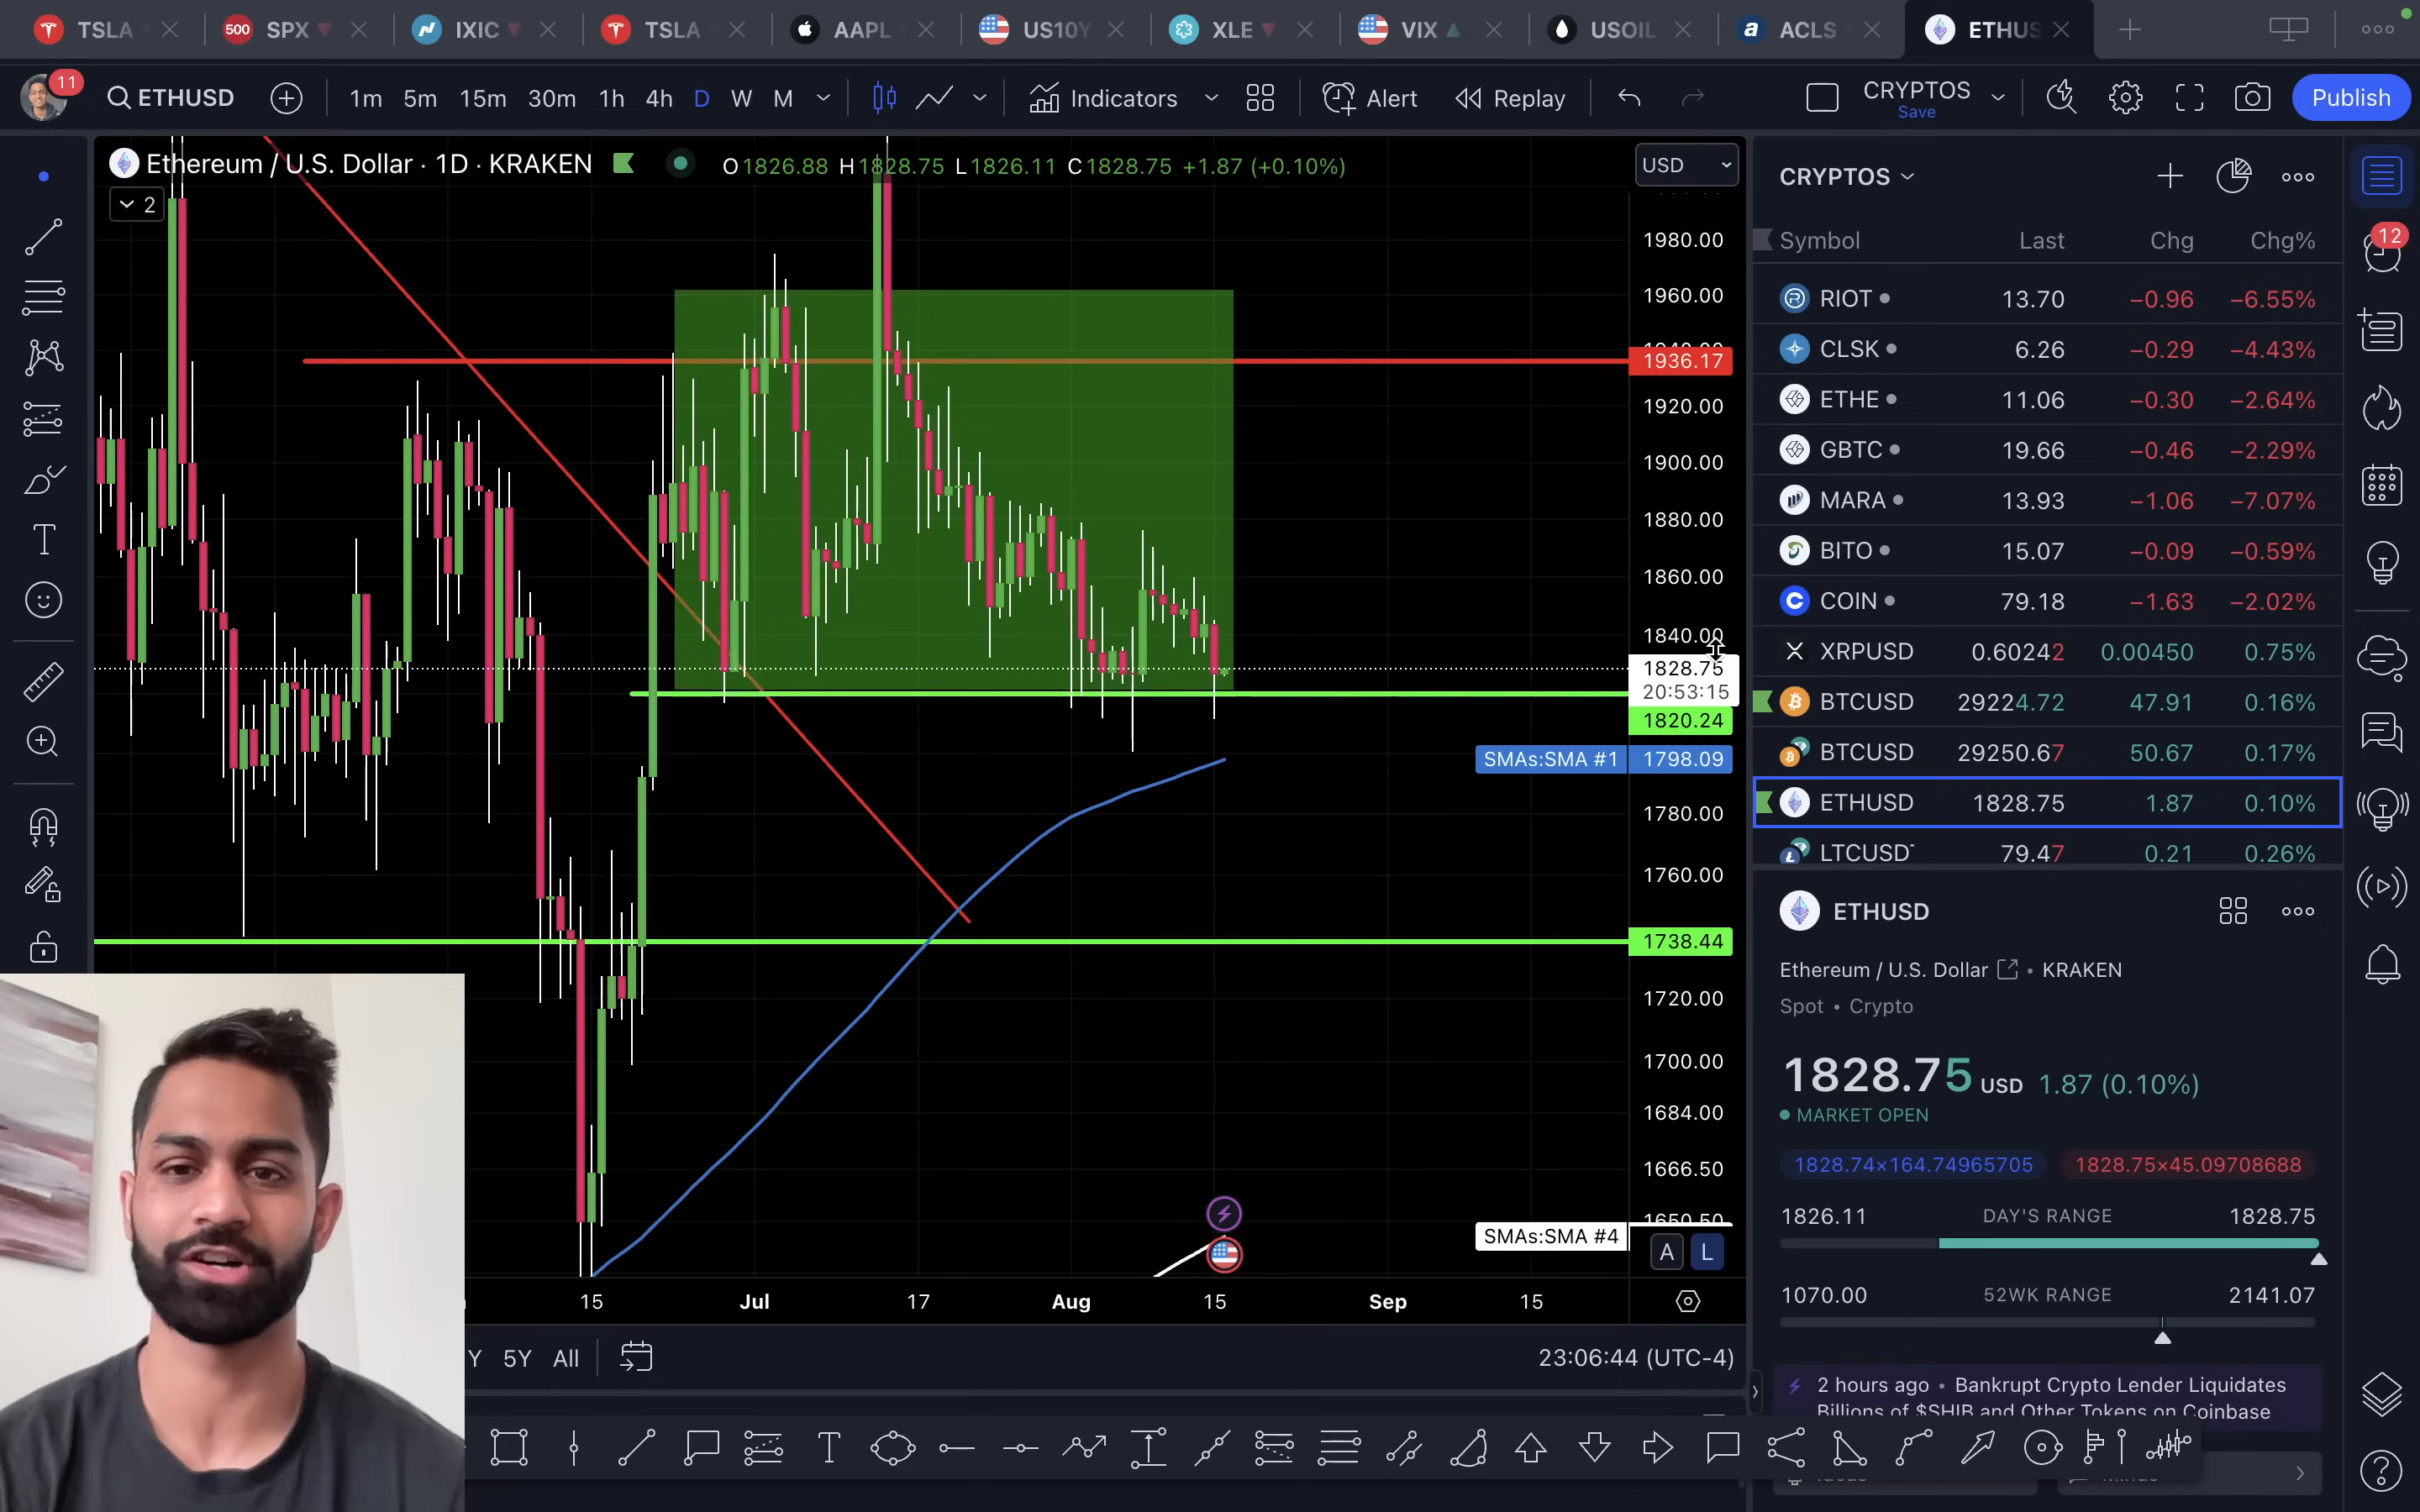 TSLA
500
SPX
IXIC
TSLA
AAPL
US10Y
XLE
VIX
USOIL
a
ACLS
ETHUS
11
ETHUSD
1m 5m 15m 30m 1h 4h D W M
Indicators
Alert
Replay
CRYPTOS
Save
Publish
Ethereum / U.S. Dollar · 1D · KRAKEN
O1826.88 H1828.75 L1826.11 C1828.75 +1.87 (+0.10%)
2
USD
1980.00
1960.00
1936.17
1920.00
1900.00
1880.00
1860.00
1840.00
1828.75
20:53:15
1820.24
SMAs:SMA #1 1798.09
1780.00
1760.00
1738.44
1720.00
1700.00
1684.00
1666.50
1650.50
SMAs:SMA #4
A L
15 Jul 17 Aug 15 Sep 15
Y 5Y All
23:06:44 (UTC-4)
CRYPTOS
Symbol Last Chg Chg%
RIOT 13.70 −0.96 −6.55%
CLSK 6.26 −0.29 −4.43%
ETHE 11.06 −0.30 −2.64%
GBTC 19.66 −0.46 −2.29%
MARA 13.93 −1.06 −7.07%
BITO 15.07 −0.09 −0.59%
COIN 79.18 −1.63 −2.02%
XRPUSD 0.60242 0.00450 0.75%
BTCUSD 29224.72 47.91 0.16%
BTCUSD 29250.67 50.67 0.17%
ETHUSD 1828.75 1.87 0.10%
LTCUSD 79.47 0.21 0.26%
12
ETHUSD
Ethereum / U.S. Dollar • KRAKEN
Spot • Crypto
1828.75 USD 1.87 (0.10%)
MARKET OPEN
1828.74×164.74965705 1828.75×45.09708688
1826.11 DAY'S RANGE 1828.75
1070.00 52WK RANGE 2141.07
2 hours ago • Bankrupt Crypto Lender Liquidates
Billions of $SHIB and Other Tokens on Coinbase